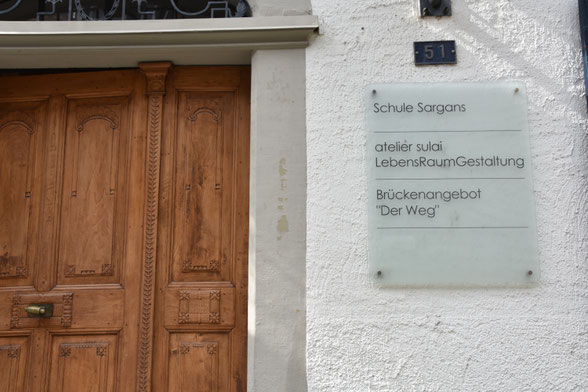 51
Schule Sargans
ateliér sulai
LebensRaumGestaltung
Brückenangebot
"Der Weg"